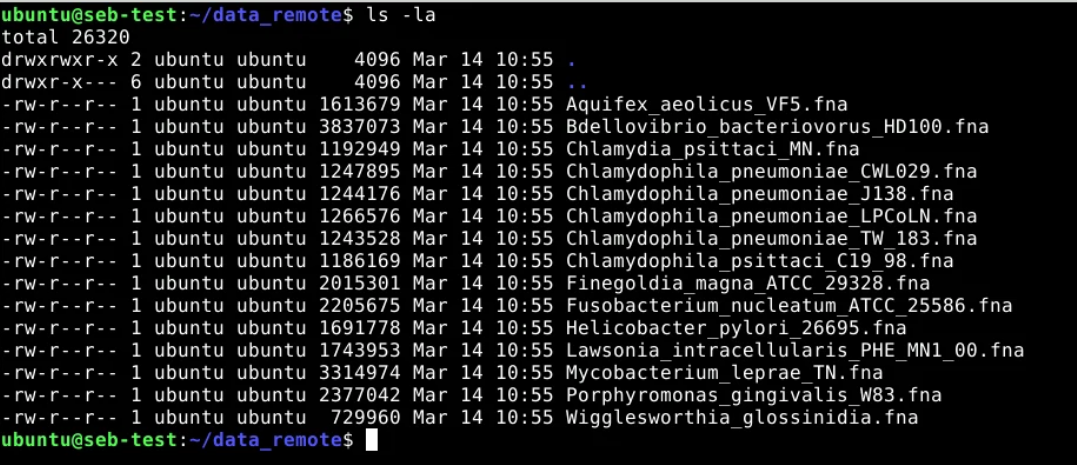 ubuntu@seb-test:~/data_remote$ ls -la
total 26320
drwxrwxr-x 2 ubuntu ubuntu    4096 Mar 14 10:55 .
drwxr-x--- 6 ubuntu ubuntu    4096 Mar 14 10:55 ..
-rw-r--r-- 1 ubuntu ubuntu 1613679 Mar 14 10:55 Aquifex_aeolicus_VF5.fna
-rw-r--r-- 1 ubuntu ubuntu 3837073 Mar 14 10:55 Bdellovibrio_bacteriovorus_HD100.fna
-rw-r--r-- 1 ubuntu ubuntu 1192949 Mar 14 10:55 Chlamydia_psittaci_MN.fna
-rw-r--r-- 1 ubuntu ubuntu 1247895 Mar 14 10:55 Chlamydophila_pneumoniae_CWL029.fna
-rw-r--r-- 1 ubuntu ubuntu 1244176 Mar 14 10:55 Chlamydophila_pneumoniae_J138.fna
-rw-r--r-- 1 ubuntu ubuntu 1266576 Mar 14 10:55 Chlamydophila_pneumoniae_LPCoLN.fna
-rw-r--r-- 1 ubuntu ubuntu 1243528 Mar 14 10:55 Chlamydophila_pneumoniae_TW_183.fna
-rw-r--r-- 1 ubuntu ubuntu 1186169 Mar 14 10:55 Chlamydophila_psittaci_C19_98.fna
-rw-r--r-- 1 ubuntu ubuntu 2015301 Mar 14 10:55 Finegoldia_magna_ATCC_29328.fna
-rw-r--r-- 1 ubuntu ubuntu 2205675 Mar 14 10:55 Fusobacterium_nucleatum_ATCC_25586.fna
-rw-r--r-- 1 ubuntu ubuntu 1691778 Mar 14 10:55 Helicobacter_pylori_26695.fna
-rw-r--r-- 1 ubuntu ubuntu 1743953 Mar 14 10:55 Lawsonia_intracellularis_PHE_MN1_00.fna
-rw-r--r-- 1 ubuntu ubuntu 3314974 Mar 14 10:55 Mycobacterium_leprae_TN.fna
-rw-r--r-- 1 ubuntu ubuntu 2377042 Mar 14 10:55 Porphyromonas_gingivalis_W83.fna
-rw-r--r-- 1 ubuntu ubuntu  729960 Mar 14 10:55 Wigglesworthia_glossinidia.fna
ubuntu@seb-test:~/data_remote$